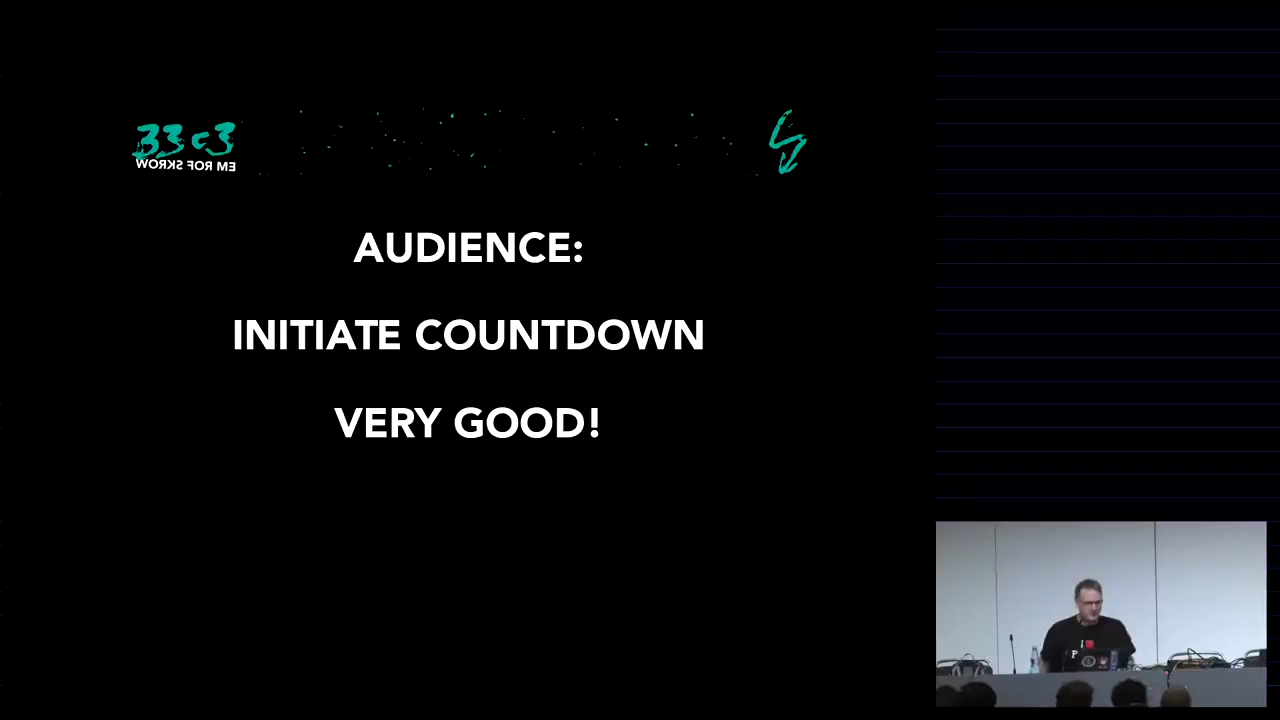 33c3
WORKS FOR ME
AUDIENCE:
INITIATE COUNTDOWN
VERY GOOD!